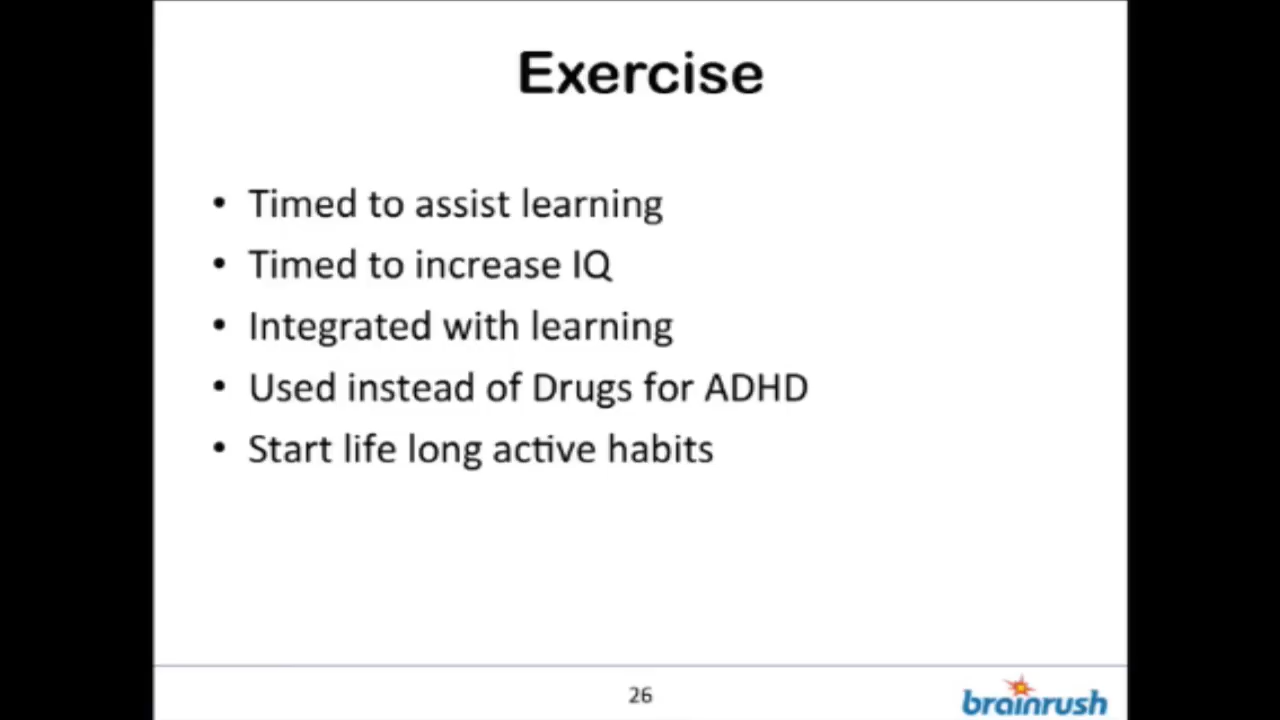 Exercise
• Timed to assist learning
• Timed to increase IQ
• Integrated with learning
• Used instead of Drugs for ADHD
• Start life long active habits
26
brainrush